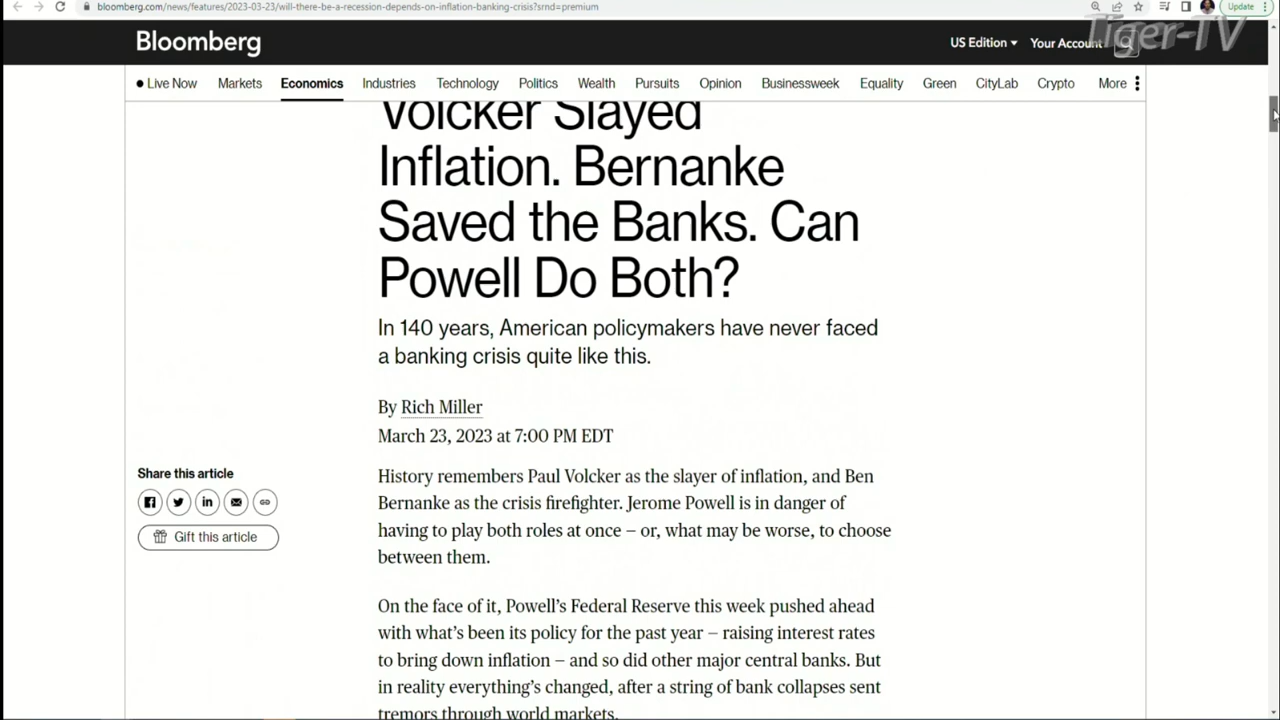 bloomberg.com/news/features/2023-03-23/will-there-be-a-recession-depends-on-inflation-banking-crisis?srnd=premium
Update
Tiger-TV
Bloomberg
US Edition
Your Account
Live Now Markets Economics Industries Technology Politics Wealth Pursuits Opinion Businessweek Equality Green CityLab Crypto More
Volcker Slayed
Inflation. Bernanke
Saved the Banks. Can
Powell Do Both?
In 140 years, American policymakers have never faced
a banking crisis quite like this.
By Rich Miller
March 23, 2023 at 7:00 PM EDT
Share this article
Gift this article
History remembers Paul Volcker as the slayer of inflation, and Ben
Bernanke as the crisis firefighter. Jerome Powell is in danger of
having to play both roles at once – or, what may be worse, to choose
between them.
On the face of it, Powell's Federal Reserve this week pushed ahead
with what's been its policy for the past year – raising interest rates
to bring down inflation – and so did other major central banks. But
in reality everything's changed, after a string of bank collapses sent
tremors through world markets.